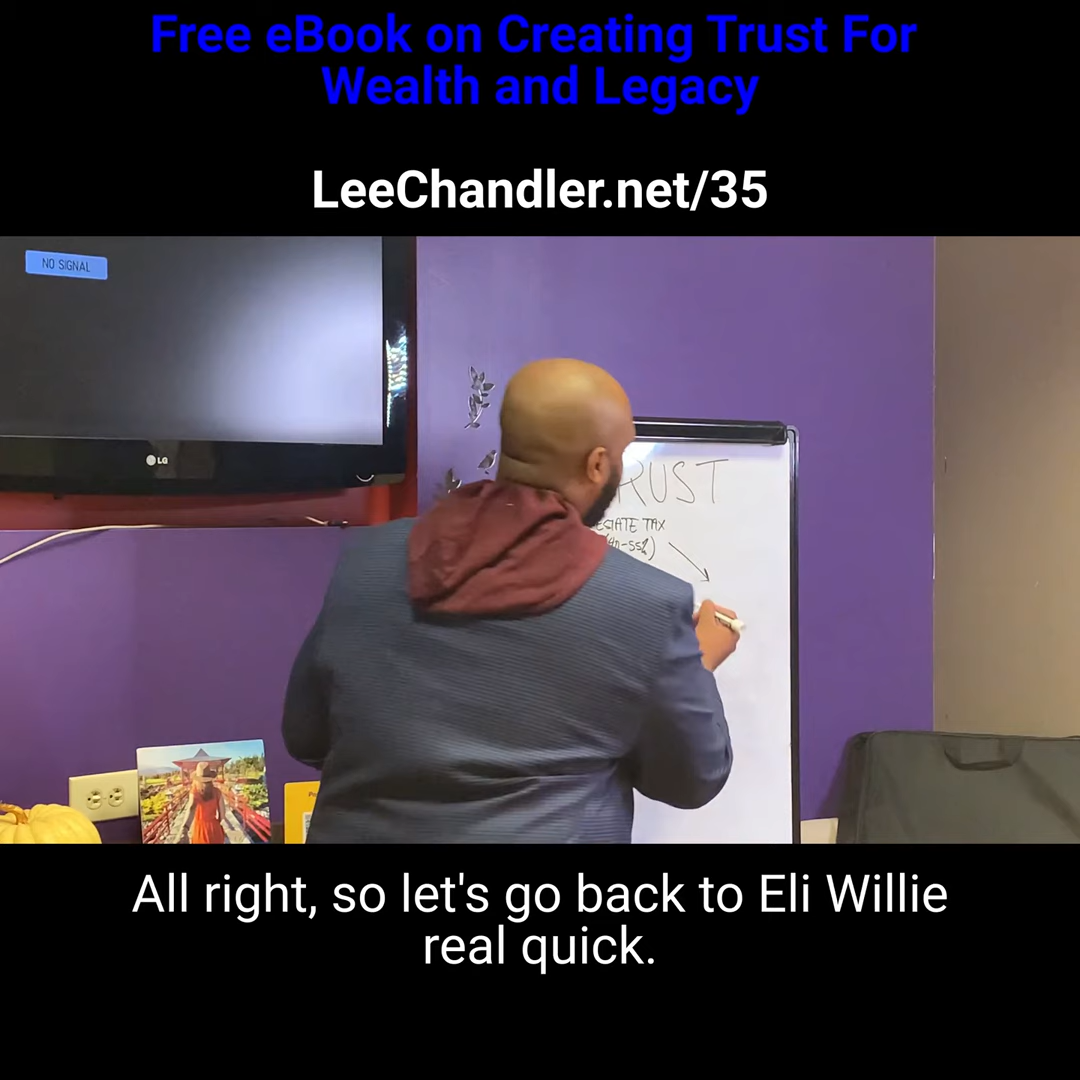 Free eBook on Creating Trust For
Wealth and Legacy
LeeChandler.net/35
NO SIGNAL
LG
RUST
ESTATE TAX
All right, so let's go back to Eli Willie
real quick.